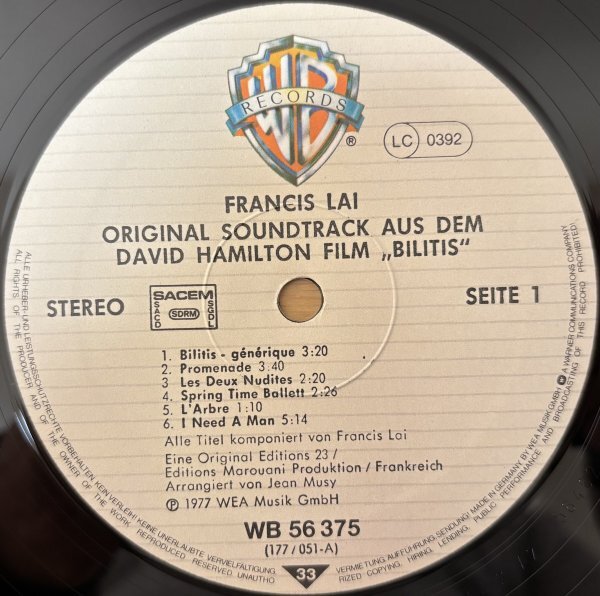 WB
RECORDS
®
LC 0392
FRANCIS LAI
ORIGINAL SOUNDTRACK AUS DEM
DAVID HAMILTON FILM „BILITIS“
STEREO
SACEM
SACD
SDRM
SGDL
SEITE 1
1. Bilitis - générique 3:20
2. Promenade 3:40
3. Les Deux Nudites 2:20
4. Spring Time Ballett 2:26
5. L'Arbre 1:10
6. I Need A Man 5:14
Alle Titel komponiert von Francis Lai
Eine Original Editions 23 /
Editions Marouani Produktion / Frankreich
Arrangiert von Jean Musy
℗ 1977 WEA Musik GmbH
WB 56 375
(177 / 051-A)
33
ALLE URHEBER- UND LEISTUNGSSCHUTZRECHTE VORBEHALTEN. KEIN VERLEIH! KEINE UNERLAUBTE VERVIELFÄLTIGUNG,
VERMIETUNG, AUFFÜHRUNG, SENDUNG! MADE IN GERMANY BY WEA MUSIK GMBH A WARNER COMMUNICATIONS COMPANY
ALL RIGHTS OF THE PRODUCER AND OF THE OWNER OF THE WORK REPRODUCED RESERVED. UNAUTHO
RIZED COPYING, HIRING, LENDING, PUBLIC PERFORMANCE AND BROADCASTING OF THIS RECORD PROHIBITED.